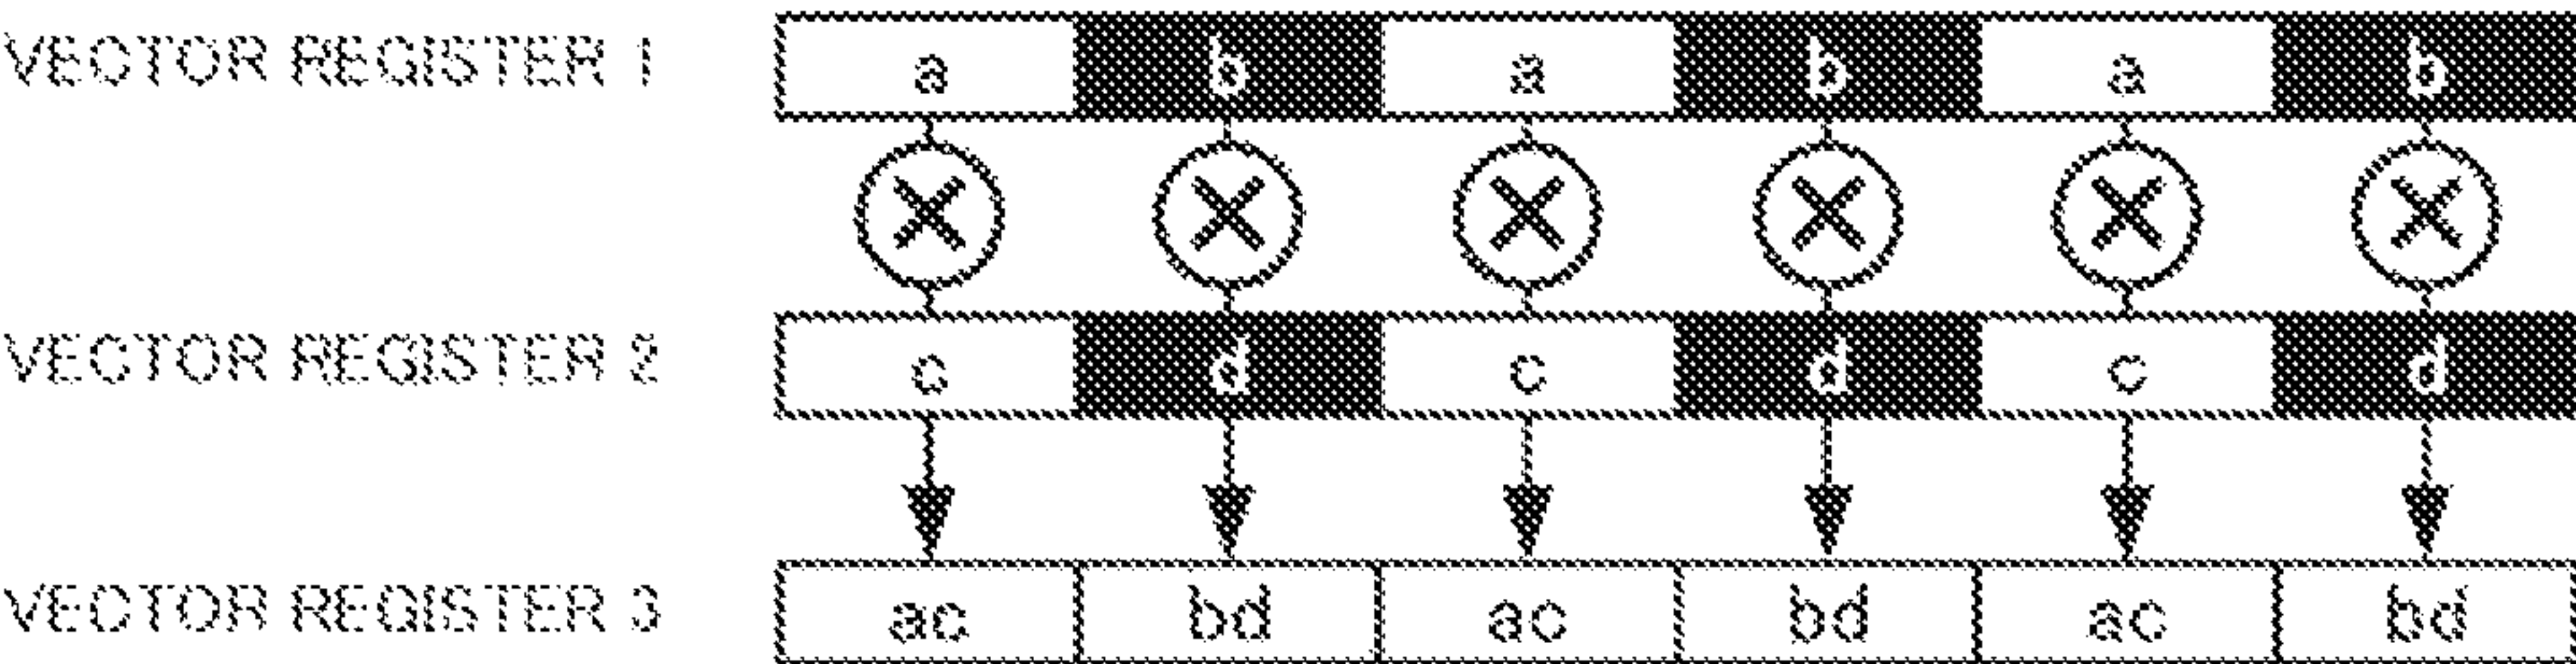 VECTOR REGISTER 1 a b a b a b
VECTOR REGISTER 2 c d c d c d
VECTOR REGISTER 3 ac bd ac bd ac bd